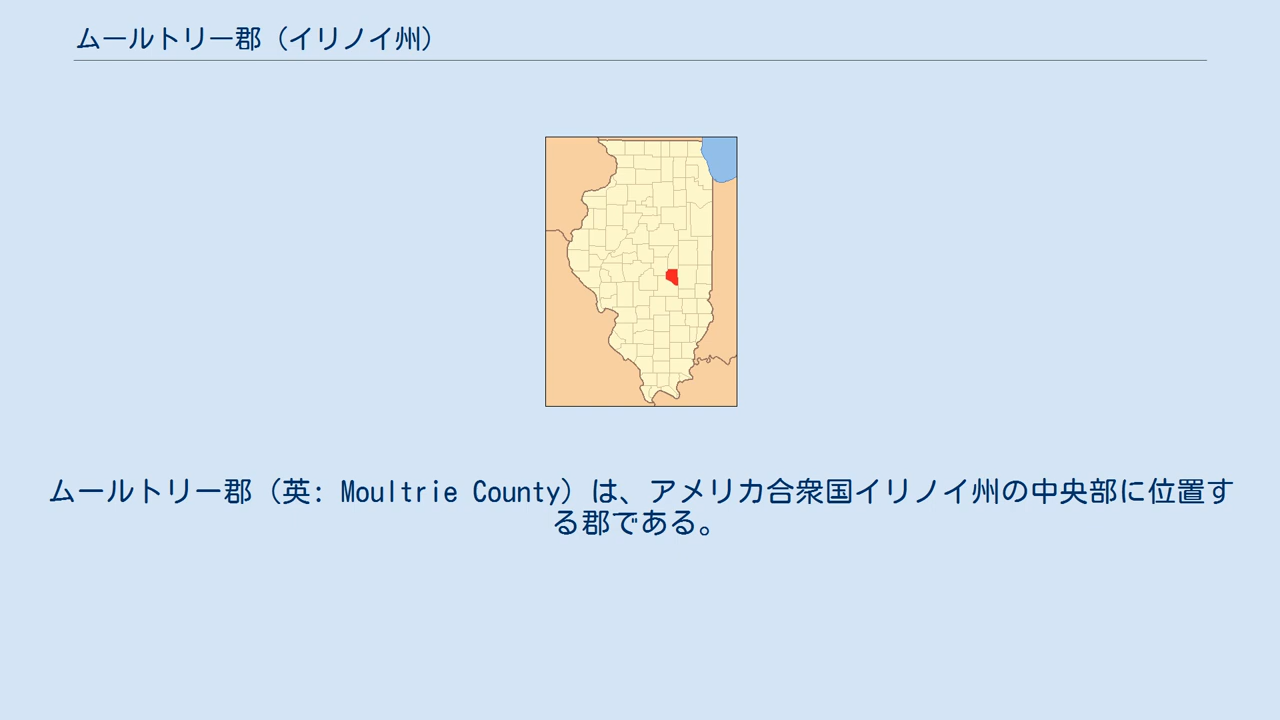 ムールトリー郡（イリノイ州）
ムールトリー郡（英: Moultrie County）は、アメリカ合衆国イリノイ州の中央部に位置す
る郡である。